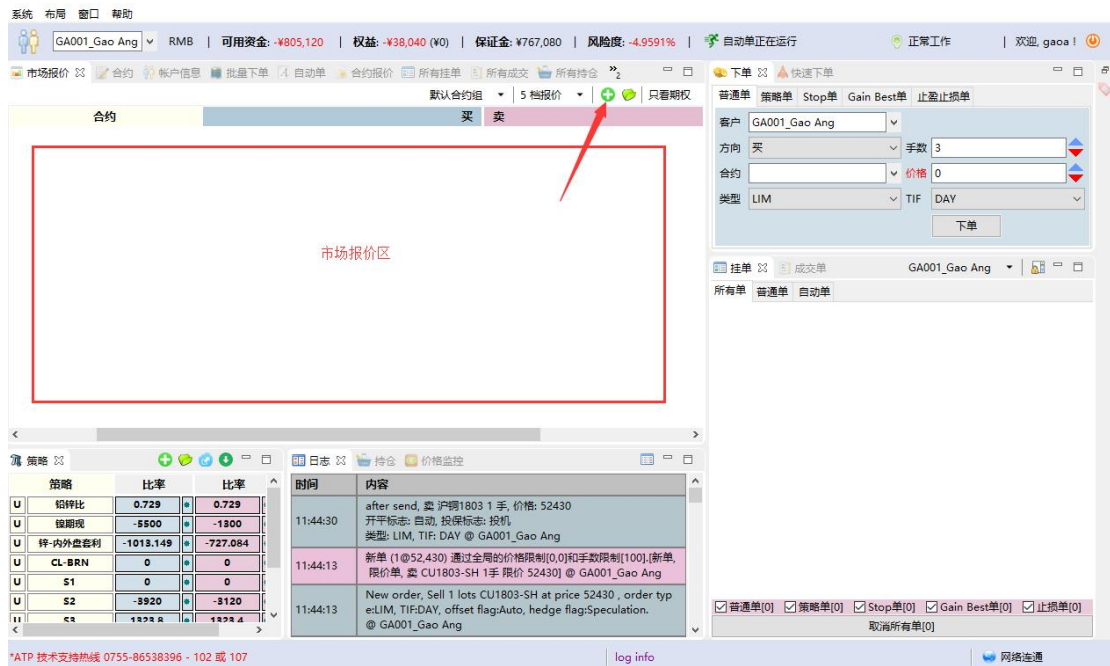 系统 布局 窗口 帮助
GA001_Gao Ang RMB | 可用资金: -¥805,120 | 权益: -¥38,040 (¥0) | 保证金: ¥767,080 | 风险度: -4.9591% | 自动单正在运行 正常工作 | 欢迎, gaoa !
市场报价 合约 帐户信息 批量下单 自动单 合约报价 所有挂单 所有成交 所有持仓 »2
默认合约组 5 档报价 只看期权
合约 买 卖
市场报价区
下单 快速下单
普通单 策略单 Stop单 Gain Best单 止盈止损单
客户 GA001_Gao Ang
方向 买 手数 3
合约 价格 0
类型 LIM TIF DAY
下单
挂单 成交单 GA001_Gao Ang
所有单 普通单 自动单
策略
策略 比率 比率
U 铅锌比 0.729 0.729
U 镍期现 -5500 -1300
U 锌-内外盘套利 -1013.149 -727.084
U CL-BRN 0 0
U S1 0 0
U S2 -3920 -3120
U S3 1323.8 1323.4
日志 持仓 价格监控
时间 内容
11:44:30 after send, 卖 沪铜1803 1 手, 价格: 52430
开平标志: 自动, 投保标志: 投机
类型: LIM, TIF: DAY @ GA001_Gao Ang
11:44:13 新单 (1@52,430) 通过全局的价格限制[0,0]和手数限制[100].[新单,
限价单, 卖 CU1803-SH 1手 限价 52430] @ GA001_Gao Ang
11:44:13 New order, Sell 1 lots CU1803-SH at price 52430 , order typ
e:LIM, TIF:DAY, offset flag:Auto, hedge flag:Speculation.
@ GA001_Gao Ang
普通单[0] 策略单[0] Stop单[0] Gain Best单[0] 止损单[0]
取消所有单[0]
*ATP 技术支持热线 0755-86538396 - 102 或 107 log info 网络连通